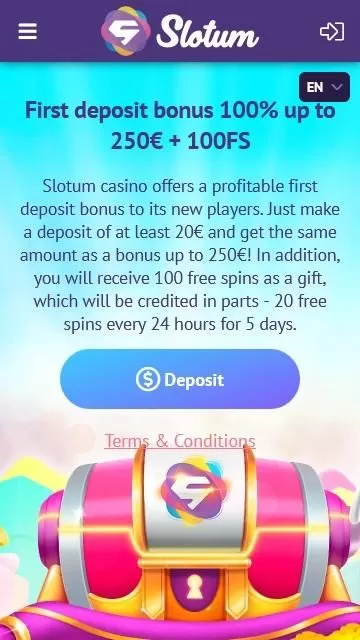 Slotum
EN
First deposit bonus 100% up to
250€ + 100FS
Slotum casino offers a profitable first
deposit bonus to its new players. Just make
a deposit of at least 20€ and get the same
amount as a bonus up to 250€! In addition,
you will receive 100 free spins as a gift,
which will be credited in parts - 20 free
spins every 24 hours for 5 days.
Deposit
Terms & Conditions